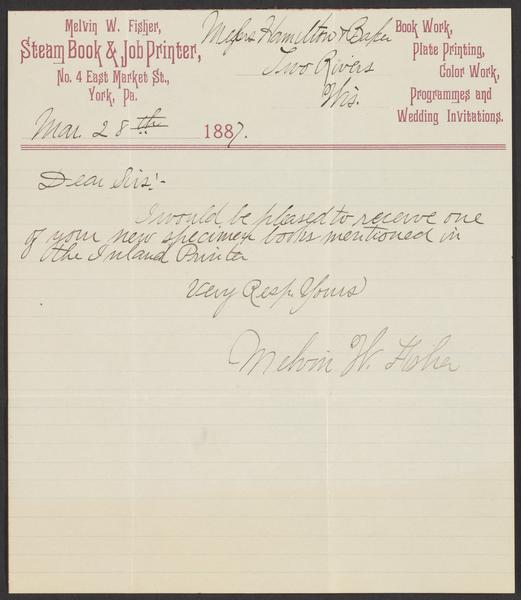 Melvin W. Fisher,
Steam Book & Job Printer,
No. 4 East Market St.,
York, Pa.
Messrs Hamilton & Baker
Two Rivers
Wis.
Book Work,
Plate Printing,
Color Work,
Programmes and
Wedding Invitations.
Mar. 28th 1887.
Dear Sirs:-
I would be pleased to receive one
of your new specimen books mentioned in
the Inland Printer
Very Resp. Yours
Melvin W. Fisher